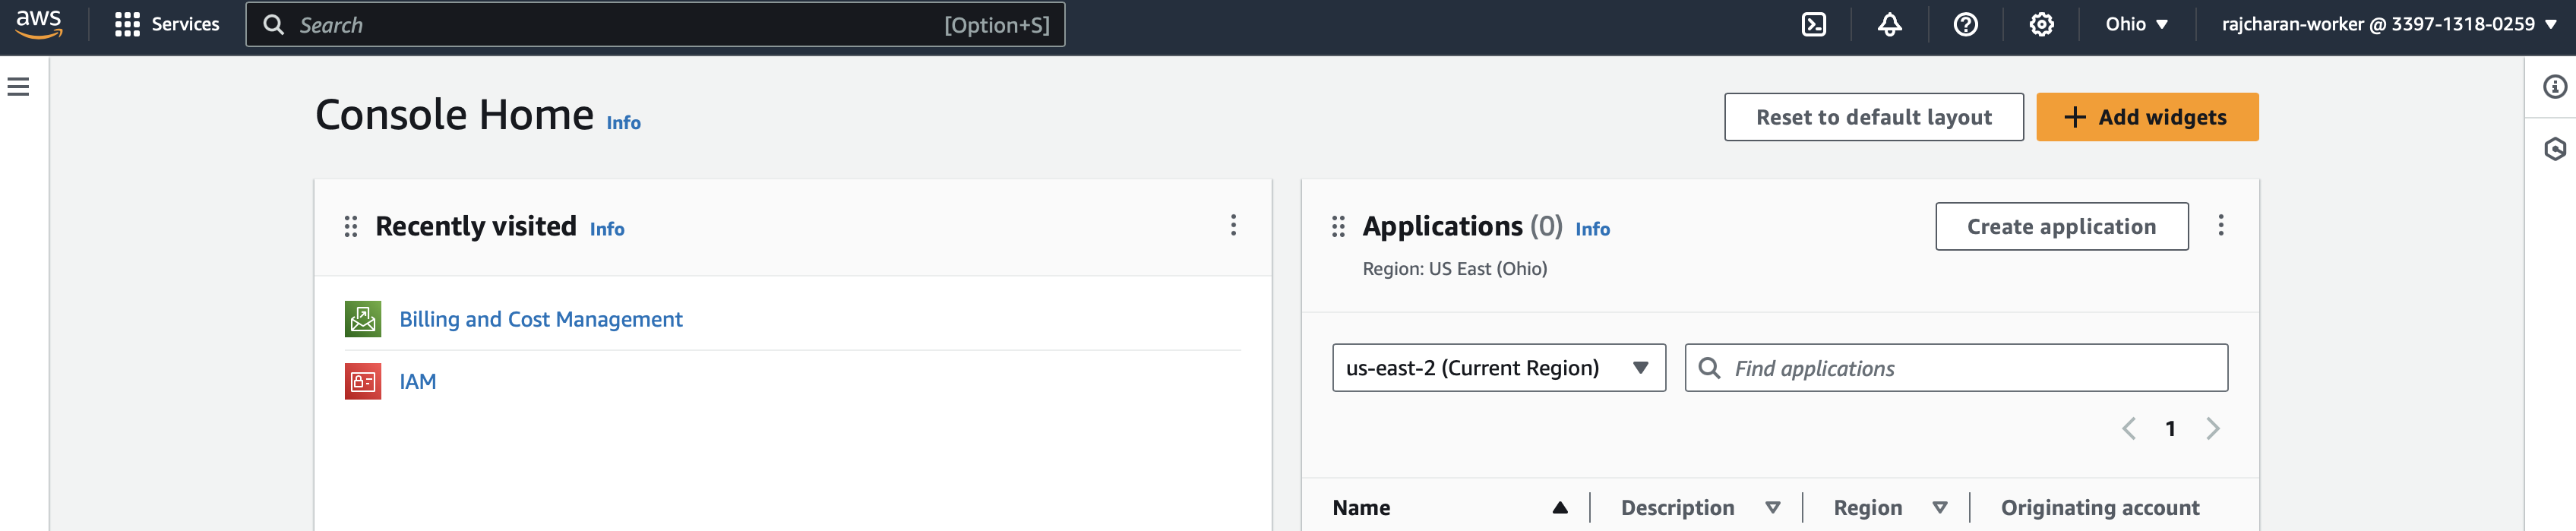 aws
Services
Search [Option+S]
Ohio
rajcharan-worker @ 3397-1318-0259
Console Home Info
Reset to default layout
Add widgets
Recently visited Info
Billing and Cost Management
IAM
Applications (0) Info
Create application
Region: US East (Ohio)
us-east-2 (Current Region)
Find applications
1
Name Description Region Originating account